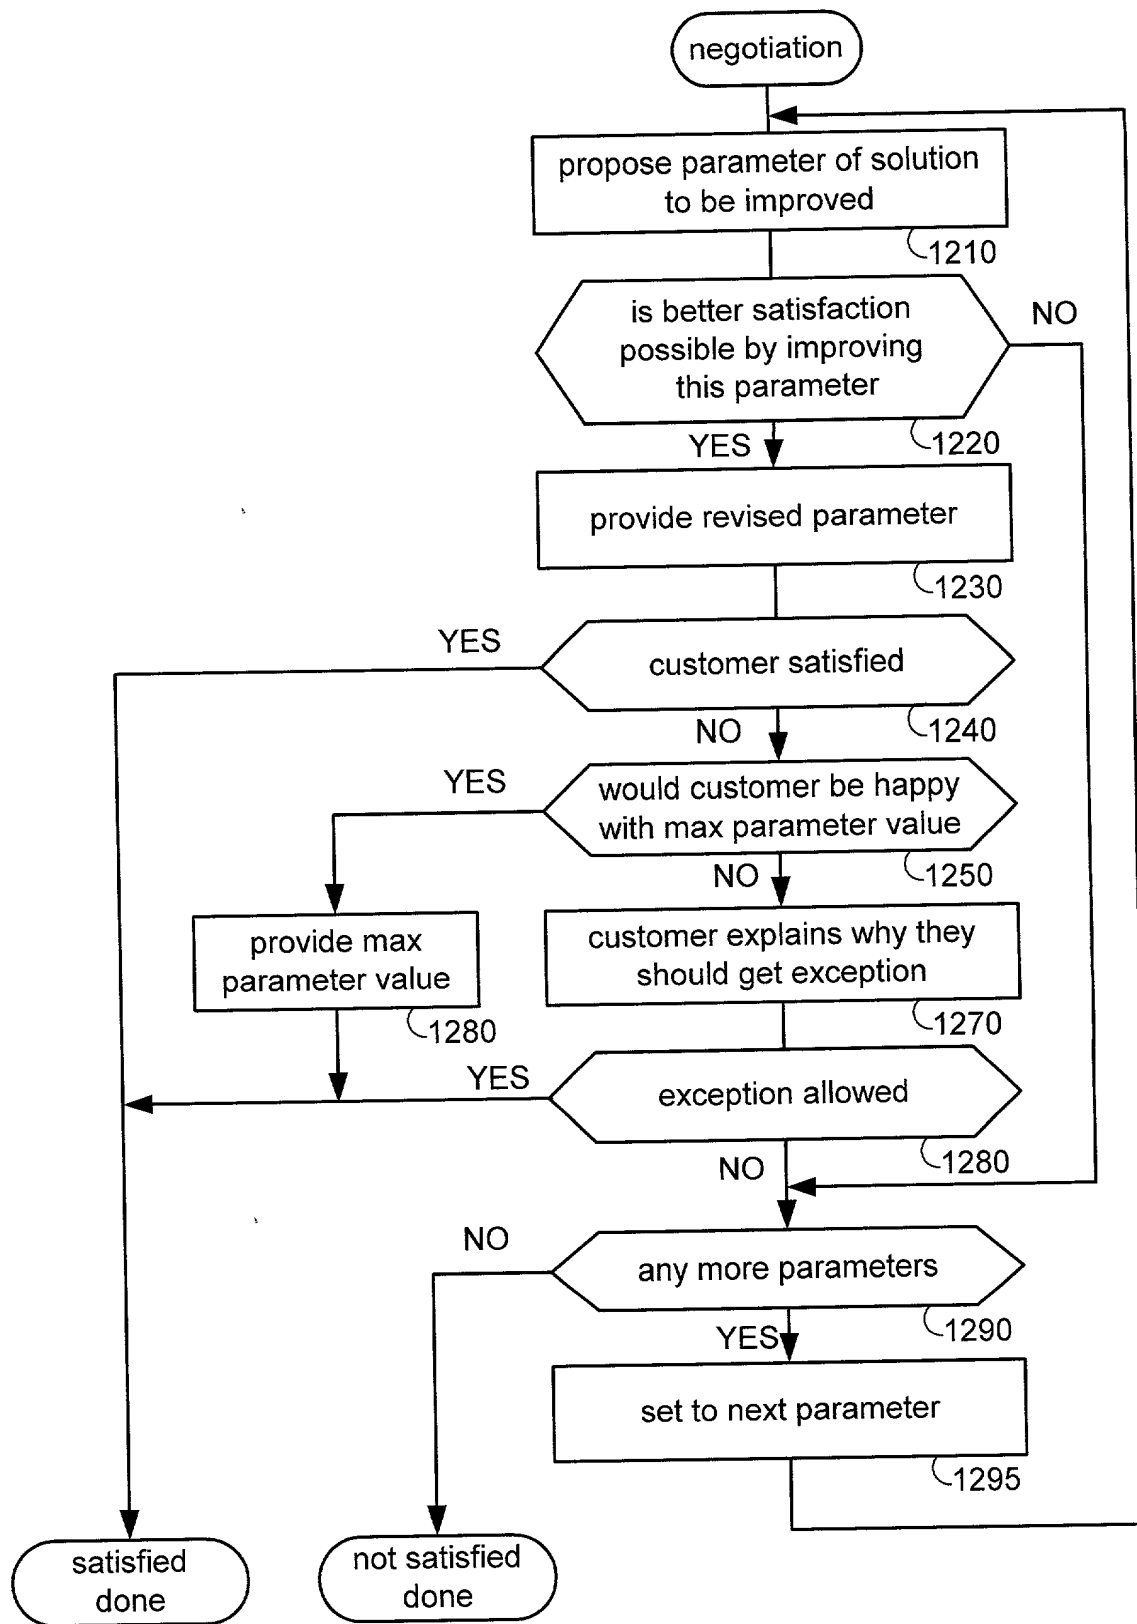 negotiation
propose parameter of solution
to be improved
1210
is better satisfaction
possible by improving
this parameter
NO
1220
YES
provide revised parameter
1230
YES
customer satisfied
1240
NO
YES
would customer be happy
with max parameter value
1250
NO
provide max
parameter value
1280
customer explains why they
should get exception
1270
YES
exception allowed
1280
NO
NO
any more parameters
1290
YES
set to next parameter
1295
satisfied
done
not satisfied
done